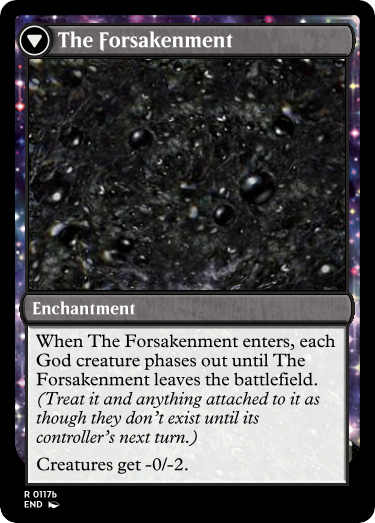 The Forsakenment
Enchantment
When The Forsakenment enters, each
God creature phases out until The
Forsakenment leaves the battlefield.
(Treat it and anything attached to it as
though they don't exist until its
controller's next turn.)
Creatures get -0/-2.
R 0117b
END